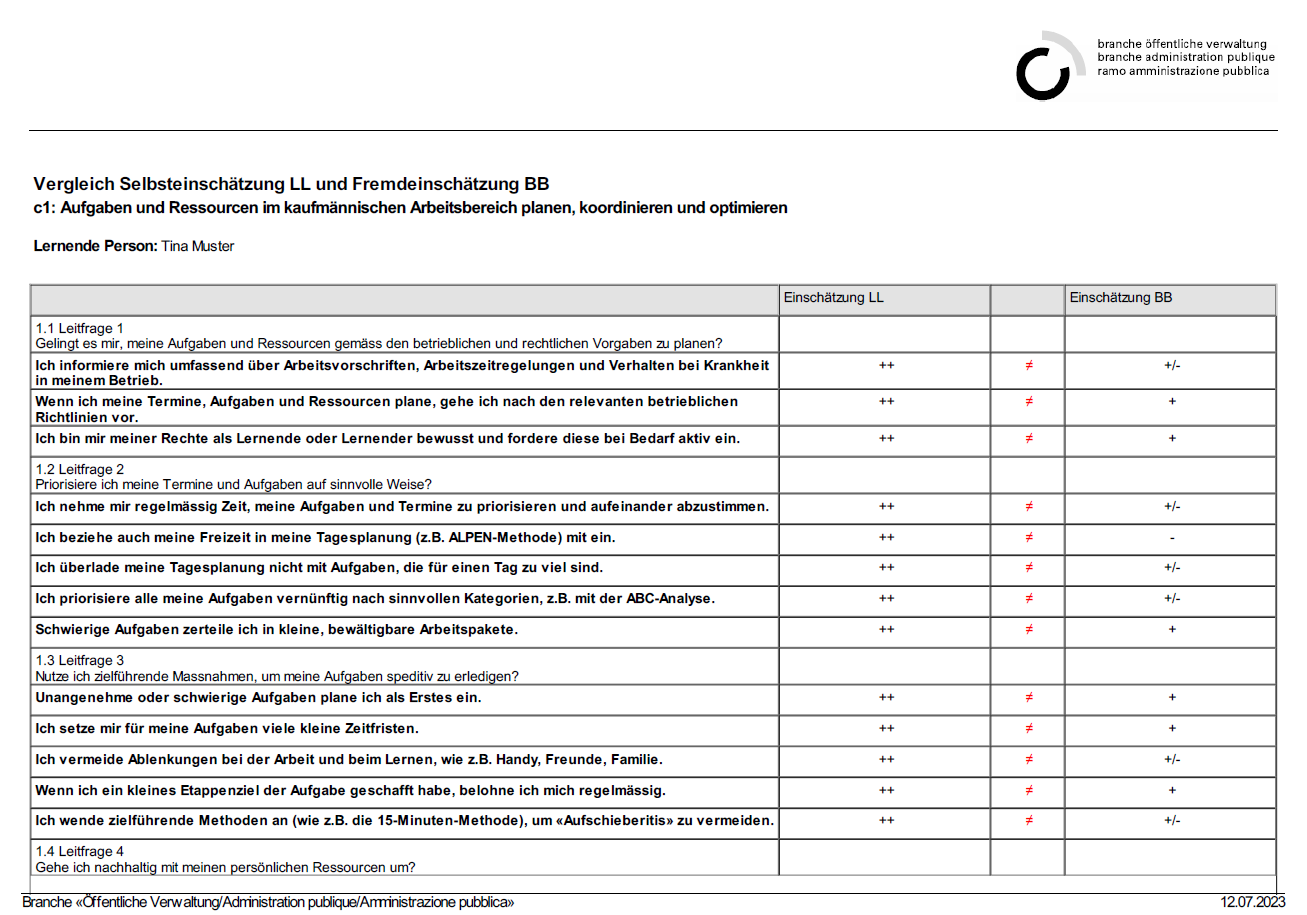 branche öffentliche verwaltung
branche administration publique
ramo amministrazione pubblica
Vergleich Selbsteinschätzung LL und Fremdeinschätzung BB
c1: Aufgaben und Ressourcen im kaufmännischen Arbeitsbereich planen, koordinieren und optimieren
Lernende Person: Tina Muster
Einschätzung LL Einschätzung BB
1.1 Leitfrage 1
Gelingt es mir, meine Aufgaben und Ressourcen gemäss den betrieblichen und rechtlichen Vorgaben zu planen?
Ich informiere mich umfassend über Arbeitsvorschriften, Arbeitszeitregelungen und Verhalten bei Krankheit ++ ≠ +/-
in meinem Betrieb.
Wenn ich meine Termine, Aufgaben und Ressourcen plane, gehe ich nach den relevanten betrieblichen ++ ≠ +
Richtlinien vor.
Ich bin mir meiner Rechte als Lernende oder Lernender bewusst und fordere diese bei Bedarf aktiv ein. ++ ≠ +
1.2 Leitfrage 2
Priorisiere ich meine Termine und Aufgaben auf sinnvolle Weise?
Ich nehme mir regelmässig Zeit, meine Aufgaben und Termine zu priorisieren und aufeinander abzustimmen. ++ ≠ +/-
Ich beziehe auch meine Freizeit in meine Tagesplanung (z.B. ALPEN-Methode) mit ein. ++ ≠ -
Ich überlade meine Tagesplanung nicht mit Aufgaben, die für einen Tag zu viel sind. ++ ≠ +/-
Ich priorisiere alle meine Aufgaben vernünftig nach sinnvollen Kategorien, z.B. mit der ABC-Analyse. ++ ≠ +/-
Schwierige Aufgaben zerteile ich in kleine, bewältigbare Arbeitspakete. ++ ≠ +
1.3 Leitfrage 3
Nutze ich zielführende Massnahmen, um meine Aufgaben speditiv zu erledigen?
Unangenehme oder schwierige Aufgaben plane ich als Erstes ein. ++ ≠ +
Ich setze mir für meine Aufgaben viele kleine Zeitfristen. ++ ≠ +
Ich vermeide Ablenkungen bei der Arbeit und beim Lernen, wie z.B. Handy, Freunde, Familie. ++ ≠ +/-
Wenn ich ein kleines Etappenziel der Aufgabe geschafft habe, belohne ich mich regelmässig. ++ ≠ +
Ich wende zielführende Methoden an (wie z.B. die 15-Minuten-Methode), um «Aufschieberitis» zu vermeiden. ++ ≠ +/-
1.4 Leitfrage 4
Gehe ich nachhaltig mit meinen persönlichen Ressourcen um?
Branche «Öffentliche Verwaltung/Administration publique/Amministrazione pubblica» 12.07.2023